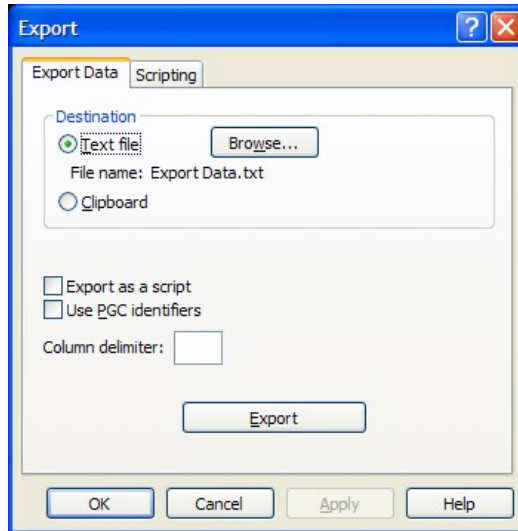 Export
Export Data Scripting
Destination
Text file Browse...
File name: Export Data.txt
Clipboard
Export as a script
Use PGC identifiers
Column delimiter:
Export
OK Cancel Apply Help